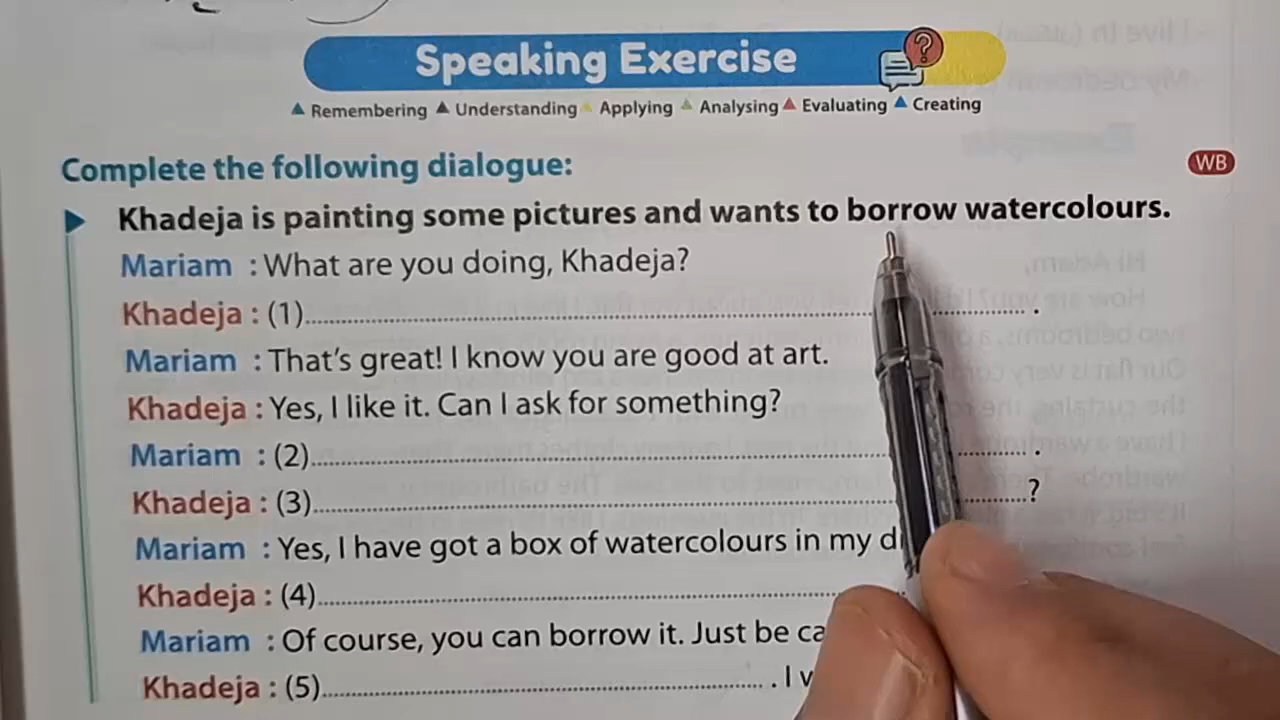 Speaking Exercise
Remembering Understanding Applying Analysing Evaluating Creating
Complete the following dialogue:
WB
Khadeja is painting some pictures and wants to borrow watercolours.
Mariam : What are you doing, Khadeja?
Khadeja : (1)........................................ .
Mariam : That's great! I know you are good at art.
Khadeja : Yes, I like it. Can I ask for something?
Mariam : (2)........................................ .
Khadeja : (3)........................................ ?
Mariam : Yes, I have got a box of watercolours in my
Khadeja : (4)........................................
Mariam : Of course, you can borrow it. Just be
Khadeja : (5)........................................ . I